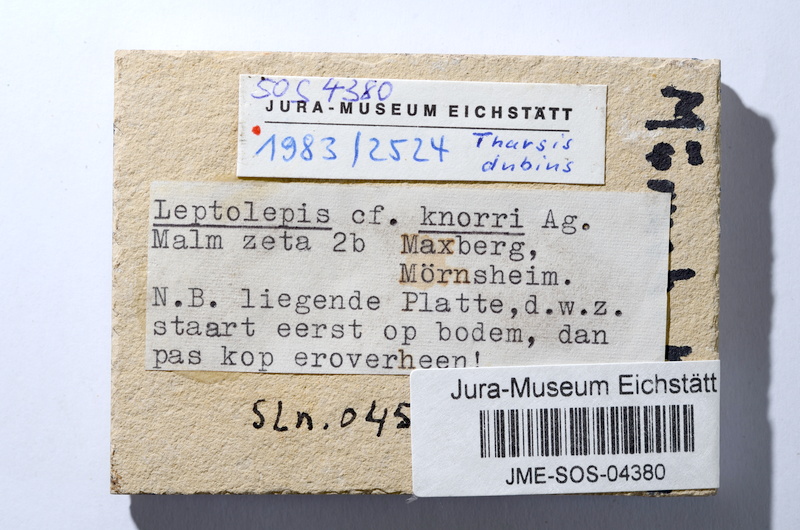 SOS 4380
JURA-MUSEUM EICHSTÄTT
1983/2524 Tharsis
dubius
Leptolepis cf. knorri Ag.
Malm zeta 2b Maxberg,
Mörnsheim.
N.B. liegende Platte,d.w.z.
staart eerst op bodem, dan
pas kop eroverheen!
SLn.045
Jura-Museum Eichstätt
JME-SOS-04380